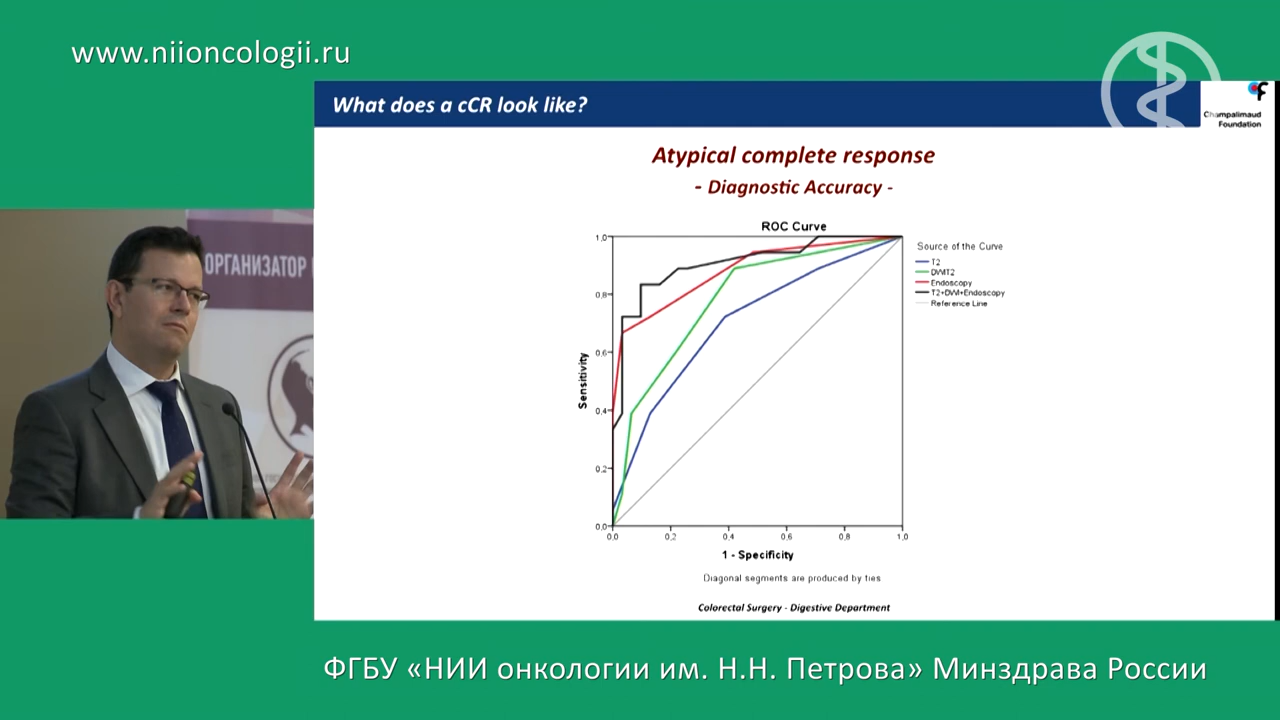 www.niioncologii.ru
What does a cCR look like?
Champalimaud
Foundation
Atypical complete response
- Diagnostic Accuracy -
ROC Curve
Source of the Curve
T2
DWIT2
Endoscopy
T2+DWI+Endoscopy
Reference Line
Sensitivity
1,0
0,8
0,6
0,4
0,2
0,0
0,0 0,2 0,4 0,6 0,8 1,0
1 - Specificity
Diagonal segments are produced by ties.
Colorectal Surgery - Digestive Department
ОРГАНИЗАТОР
ФГБУ «НИИ онкологии им. Н.Н. Петрова» Минздрава России